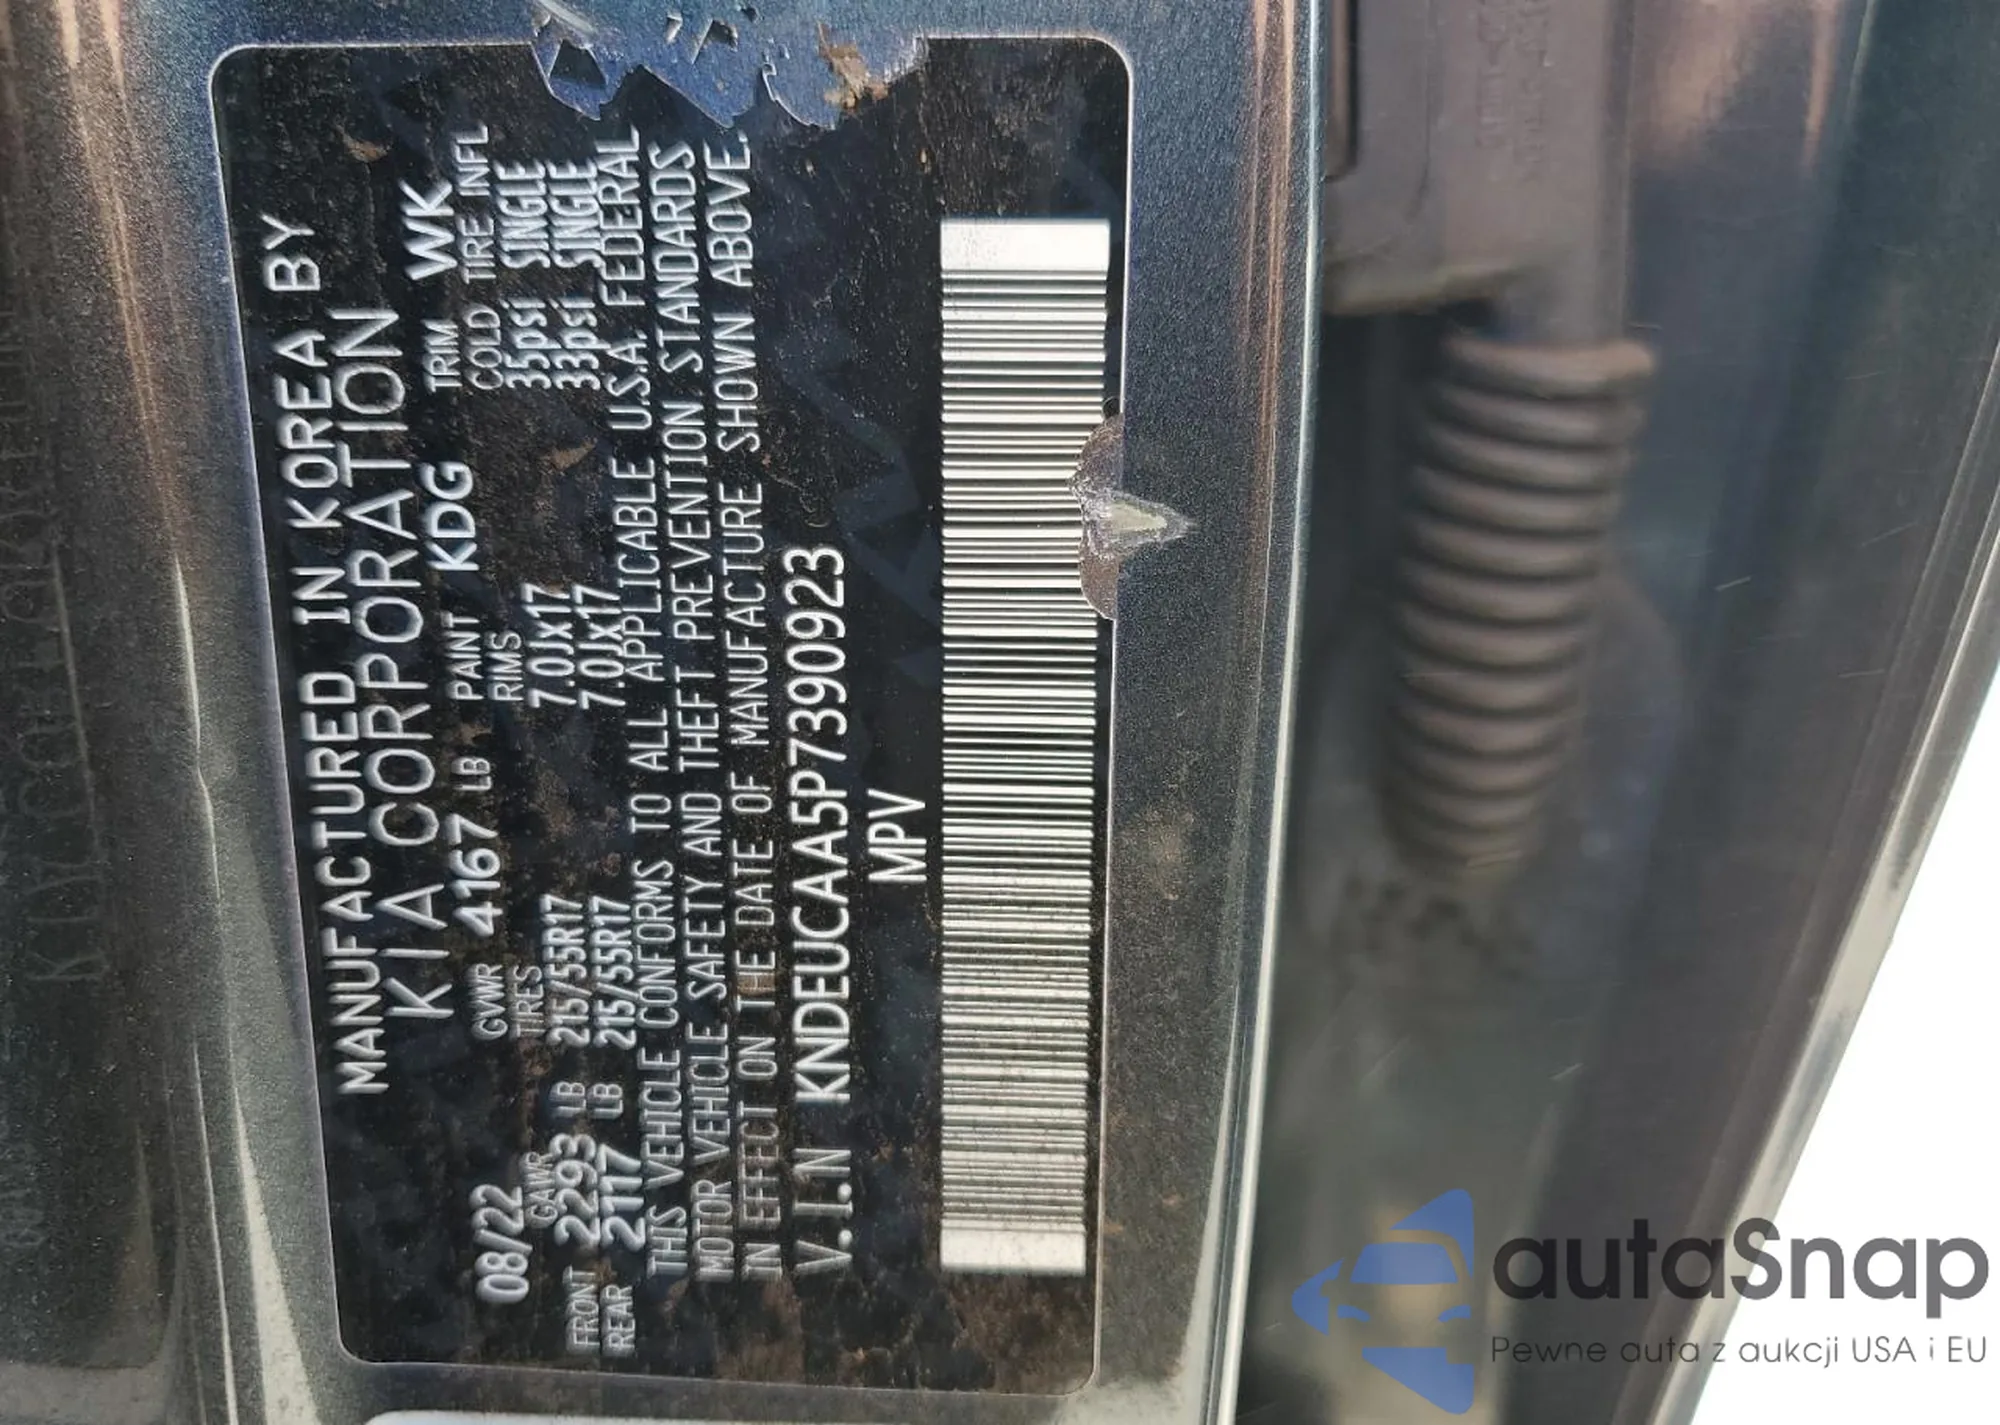 MANUFACTURED IN KOREA BY
KIA CORPORATION
08/22 GVWR 4167 LB PAINT KDG TRIM WK
GAWR TIRES RIMS COLD TIRE INFL
FRONT 2293 LB 215/55R17 7.0Jx17 35psi SINGLE
REAR 2117 LB 215/55R17 7.0Jx17 33psi SINGLE
THIS VEHICLE CONFORMS TO ALL APPLICABLE U.S.A. FEDERAL
MOTOR VEHICLE SAFETY AND THEFT PREVENTION STANDARDS
IN EFFECT ON THE DATE OF MANUFACTURE SHOWN ABOVE.
V.I.N KNDEUCAA5P7390923
MPV
autaSnap
Pewne auta z aukcji USA i EU